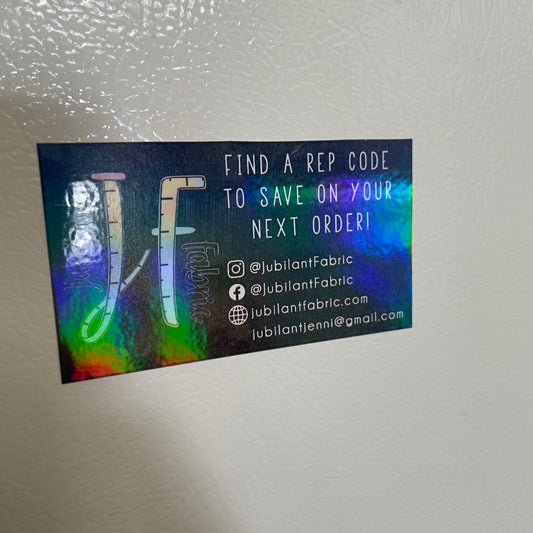 JF
Fabric
FIND A REP CODE
TO SAVE ON YOUR
NEXT ORDER!
@JubilantFabric
@JubilantFabric
jubilantfabric.com
jubilantjenni@gmail.com